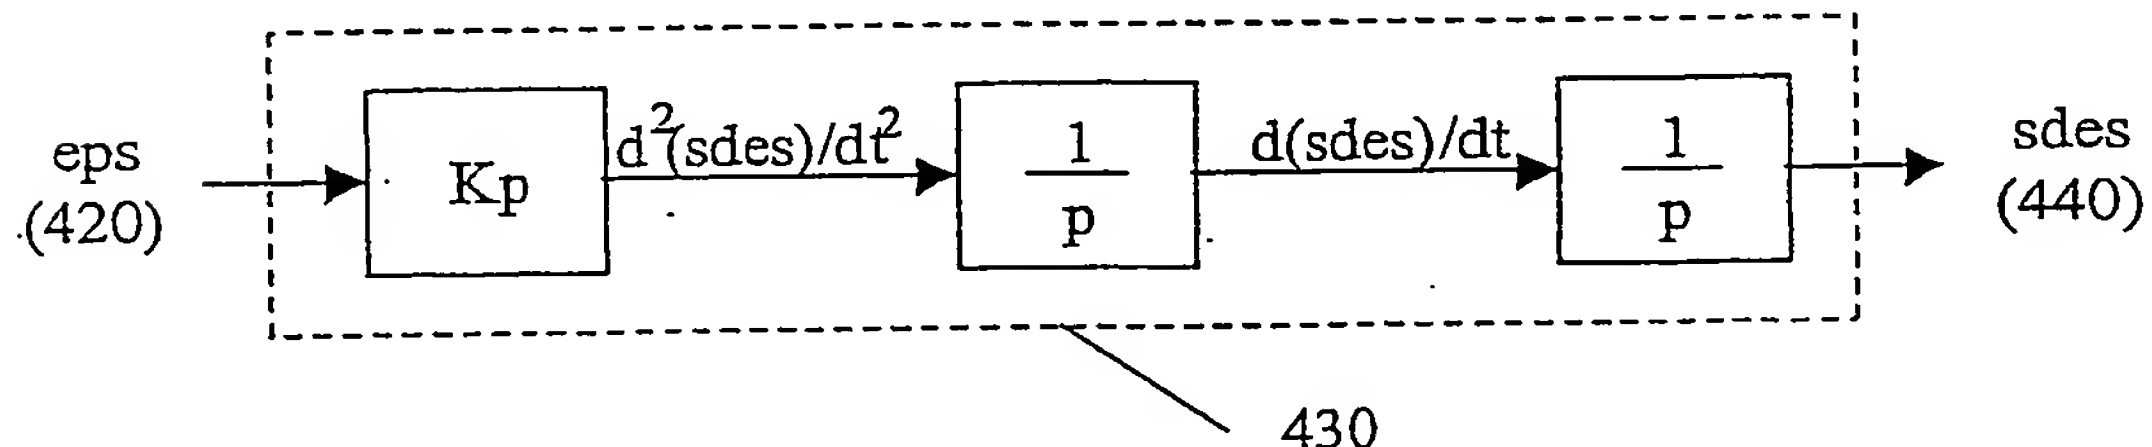 eps
(420)
Kp
d²(sdes)/dt²
1
p
d(sdes)/dt
1
p
sdes
(440)
430